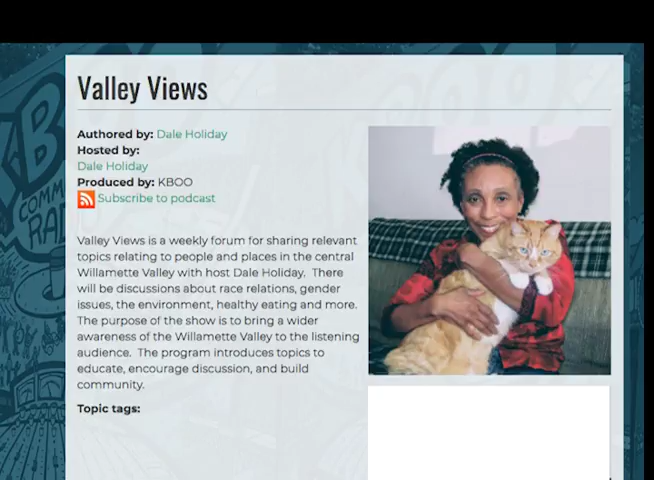 Valley Views
Authored by: Dale Holiday
Hosted by:
Dale Holiday
Produced by: KBOO
Subscribe to podcast
Valley Views is a weekly forum for sharing relevant
topics relating to people and places in the central
Willamette Valley with host Dale Holiday.  There
will be discussions about race relations, gender
issues, the environment, healthy eating and more.
The purpose of the show is to bring a wider
awareness of the Willamette Valley to the listening
audience.  The program introduces topics to
educate, encourage discussion, and build
community.
Topic tags: